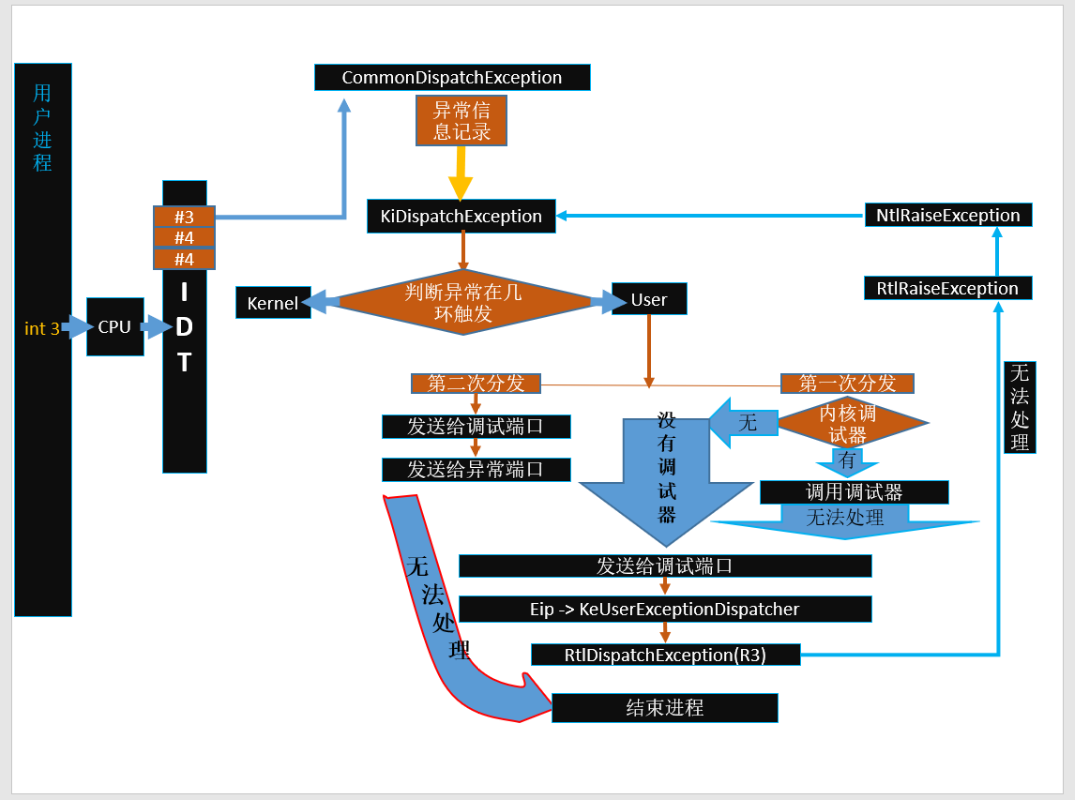 用户进程
int 3
CPU
#3
#4
#4
IDT
CommonDispatchException
异常信
息记录
KiDispatchException
NtlRaiseException
RtlRaiseException
无法处理
Kernel
判断异常在几
环触发
User
第二次分发
第一次分发
发送给调试端口
发送给异常端口
没有调试器
无
内核调
试器
有
调用调试器
无法处理
发送给调试端口
Eip -> KeUserExceptionDispatcher
RtlDispatchException(R3)
无法处理
结束进程